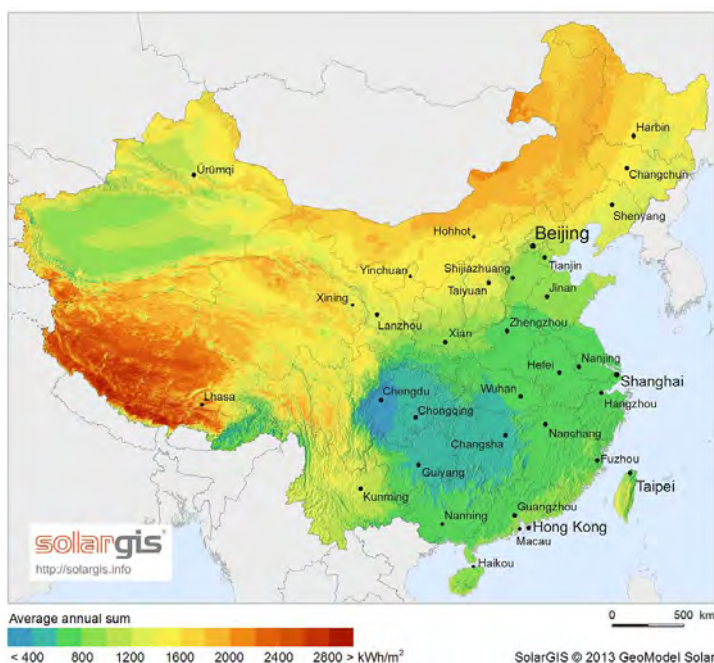 Harbin
Changchun
Ürümqi
Shenyang
Hohhot
Beijing
Tianjin
Yinchuan
Shijiazhuang
Taiyuan
Jinan
Xining
Lanzhou
Zhengzhou
Xian
Nanjing
Hefei
Shanghai
Lhasa
Chengdu
Wuhan
Hangzhou
Chongqing
Changsha
Nanchang
Fuzhou
Guiyang
Taipei
Kunming
Guangzhou
Nanning
Hong Kong
Macau
Haikou
solargis®
http://solargis.info
Average annual sum
0 500 km
< 400 800 1200 1600 2000 2400 2800 > kWh/m²
SolarGIS © 2013 GeoModel Solar